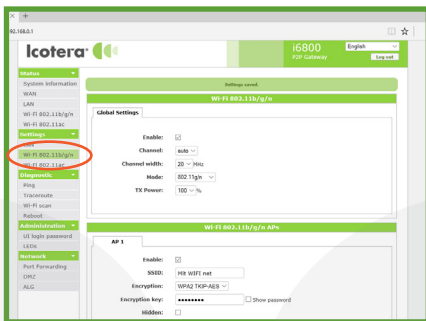 92.168.0.1
Icotera
i6800
P2P Gateway
English
Log out
Status
System information
WAN
LAN
Wi-Fi 802.11b/g/n
Wi-Fi 802.11ac
Settings
Wi-Fi 802.11b/g/n
Wi-Fi 802.11ac
Diagnostic
Ping
Traceroute
Wi-Fi scan
Reboot
Administration
UI login password
LEDs
Network
Port Forwarding
DMZ
ALG
Settings saved.
Wi-Fi 802.11b/g/n
Global Settings
Enable:
Channel: auto
Channel width: 20 MHz
Mode: 802.11g/n
TX Power: 100 %
Wi-Fi 802.11b/g/n APs
AP 1
Enable:
SSID: Mit WIFI net
Encryption: WPA2 TKIP-AES
Encryption key: •••••••• Show password
Hidden: